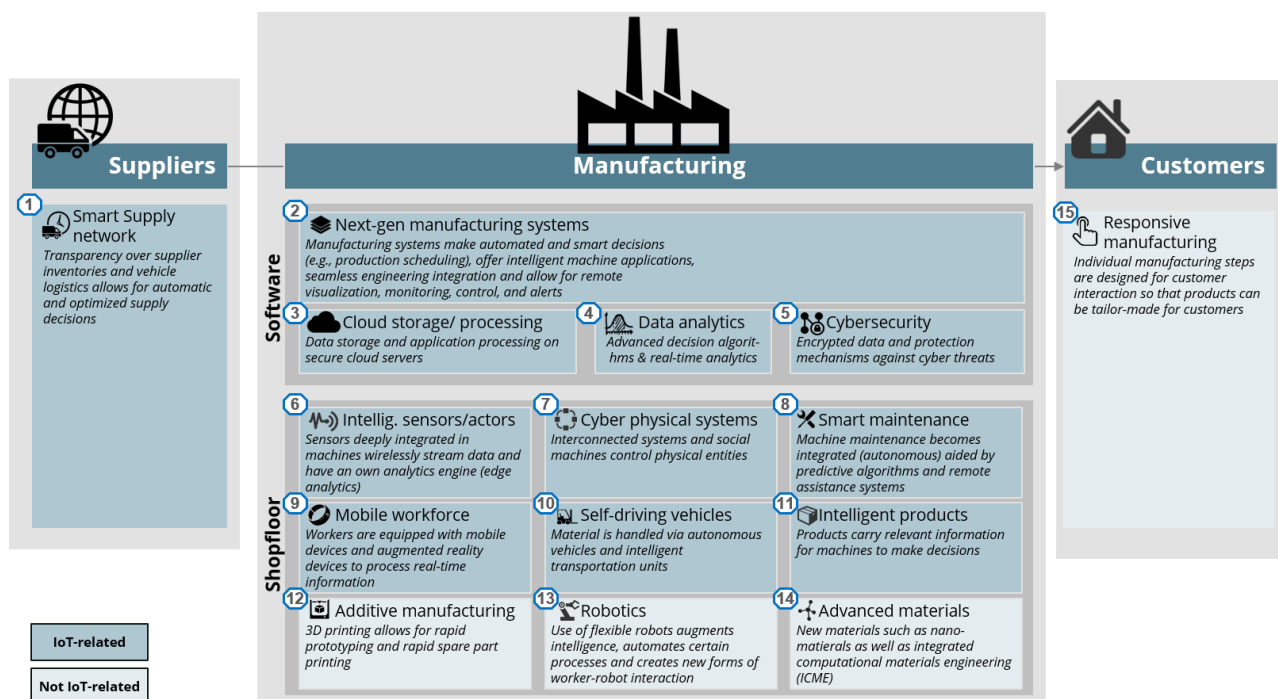 Suppliers
Manufacturing
Customers
1
Smart Supply
network
Transparency over supplier
inventories and vehicle
logistics allows for automatic
and optimized supply
decisions
Software
2
Next-gen manufacturing systems
Manufacturing systems make automated and smart decisions
(e.g., production scheduling), offer intelligent machine applications,
seamless engineering integration and allow for remote
visualization, monitoring, control, and alerts
3
Cloud storage/ processing
Data storage and application processing on
secure cloud servers
4
Data analytics
Advanced decision algorit-
hms & real-time analytics
5
Cybersecurity
Encrypted data and protection
mechanisms against cyber threats
Shopfloor
6
Intellig. sensors/actors
Sensors deeply integrated in
machines wirelessly stream data and
have an own analytics engine (edge
analytics)
7
Cyber physical systems
Interconnected systems and social
machines control physical entities
8
Smart maintenance
Machine maintenance becomes
integrated (autonomous) aided by
predictive algorithms and remote
assistance systems
9
Mobile workforce
Workers are equipped with mobile
devices and augmented reality
devices to process real-time
information
10
Self-driving vehicles
Material is handled via autonomous
vehicles and intelligent
transportation units
11
Intelligent products
Products carry relevant information
for machines to make decisions
12
Additive manufacturing
3D printing allows for rapid
prototyping and rapid spare part
printing
13
Robotics
Use of flexible robots augments
intelligence, automates certain
processes and creates new forms of
worker-robot interaction
14
Advanced materials
New materials such as nano-
matierals as well as integrated
computational materials engineering
(ICME)
15
Responsive
manufacturing
Individual manufacturing steps
are designed for customer
interaction so that products can
be tailor-made for customers
IoT-related
Not IoT-related